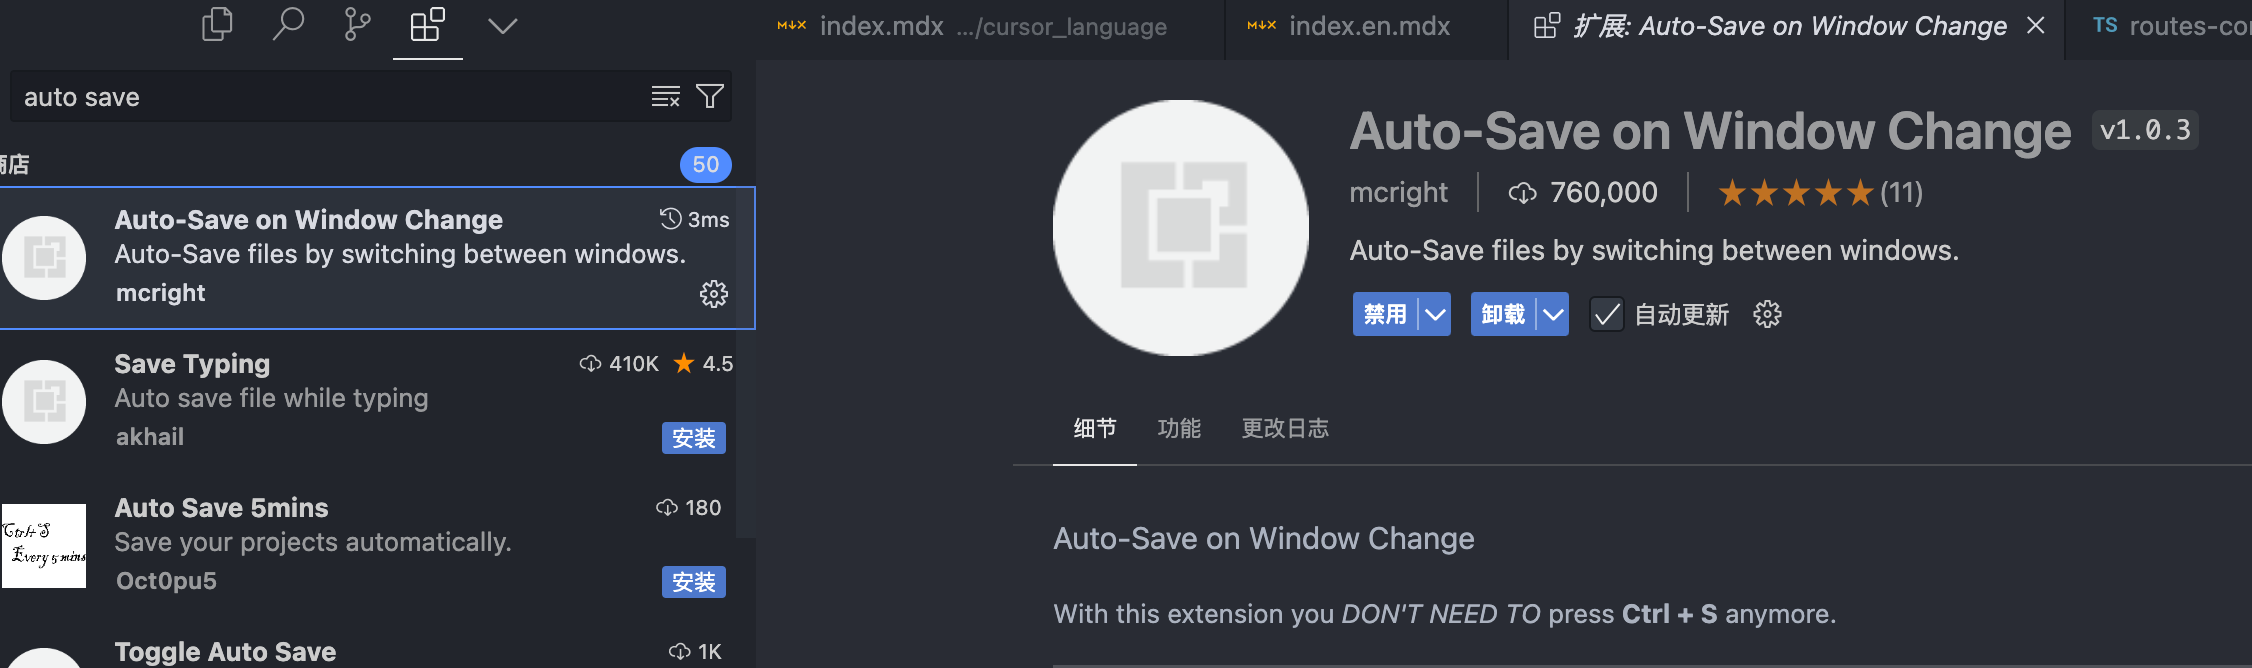 index.mdx .../cursor_language
index.en.mdx
扩展: Auto-Save on Window Change
TS routes-co
auto save
商店
50
Auto-Save on Window Change
3ms
Auto-Save files by switching between windows.
mcright
Save Typing
410K
4.5
Auto save file while typing
akhail
安装
Auto Save 5mins
180
Save your projects automatically.
Oct0pu5
安装
Ctrl+S
Every 5 mins
Toggle Auto Save
1K
Auto-Save on Window Change
v1.0.3
mcright
760,000
(11)
Auto-Save files by switching between windows.
禁用
卸载
自动更新
细节
功能
更改日志
Auto-Save on Window Change
With this extension you DON'T NEED TO press Ctrl + S anymore.